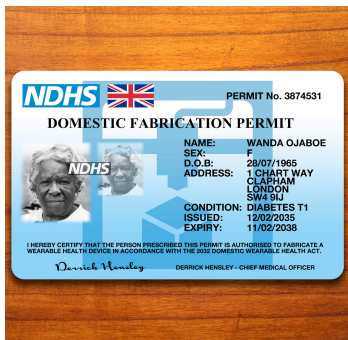 NDHS
PERMIT No. 3874531
DOMESTIC FABRICATION PERMIT
NAME: WANDA OJABOE
SEX: F
D.O.B: 28/07/1965
ADDRESS: 1 CHART WAY
CLAPHAM
LONDON
SW4 9IJ
NDHS
CONDITION: DIABETES T1
ISSUED: 12/02/2035
EXPIRY: 11/02/2038
I HEREBY CERTIFY THAT THE PERSON PRESCRIBED THIS PERMIT IS AUTHORISED TO FABRICATE A
WEARABLE HEALTH DEVICE IN ACCORDANCE WITH THE 2032 DOMESTIC WEARABLE HEALTH ACT.
Derrick Hensley
DERRICK HENSLEY - CHIEF MEDICAL OFFICER